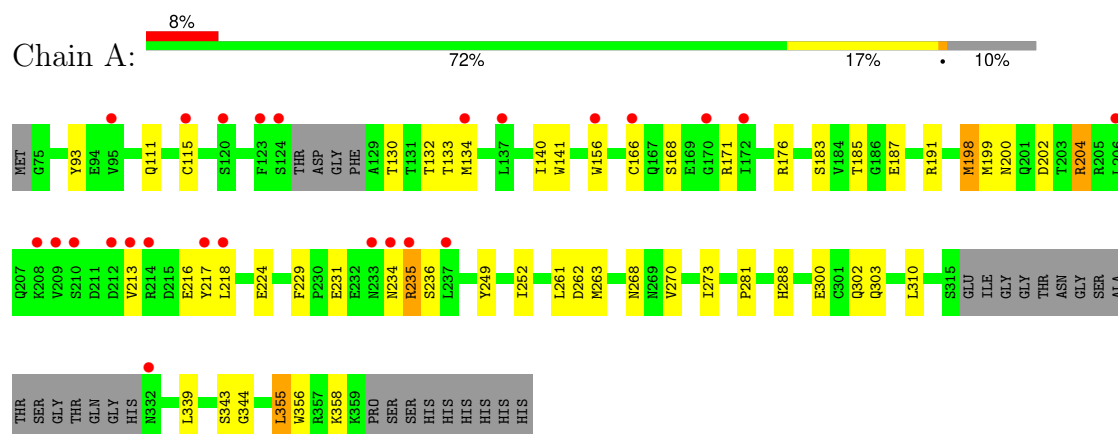 8%
Chain A:
72% 17% • 10%
MET G75 Y93 E94 V95 Q111 C115 S120 F123 S124 THR ASP GLY PHE A129 T130 T131 T132 T133 M134 L137 I140 W141 W156 C166 Q167 S168 E169 G170 R171 I172 R176 S183 V184 T185 G186 E187 R191 M198 M199 N200 Q201 D202 T203 R204 R205 L206
Q207 K208 V209 S210 D211 D212 V213 R214 D215 E216 Y217 L218 E224 F229 P230 E231 E232 N233 N234 R235 S236 L237 Y249 I252 L261 D262 M263 N268 N269 V270 I273 P281 H288 E300 C301 Q302 Q303 L310 S315 GLU ILE GLY GLY THR ASN GLY SER ALA
THR SER GLY THR GLN GLY HIS N332 L339 S343 G344 L355 W356 R357 K358 K359 PRO SER SER HIS HIS HIS HIS HIS HIS